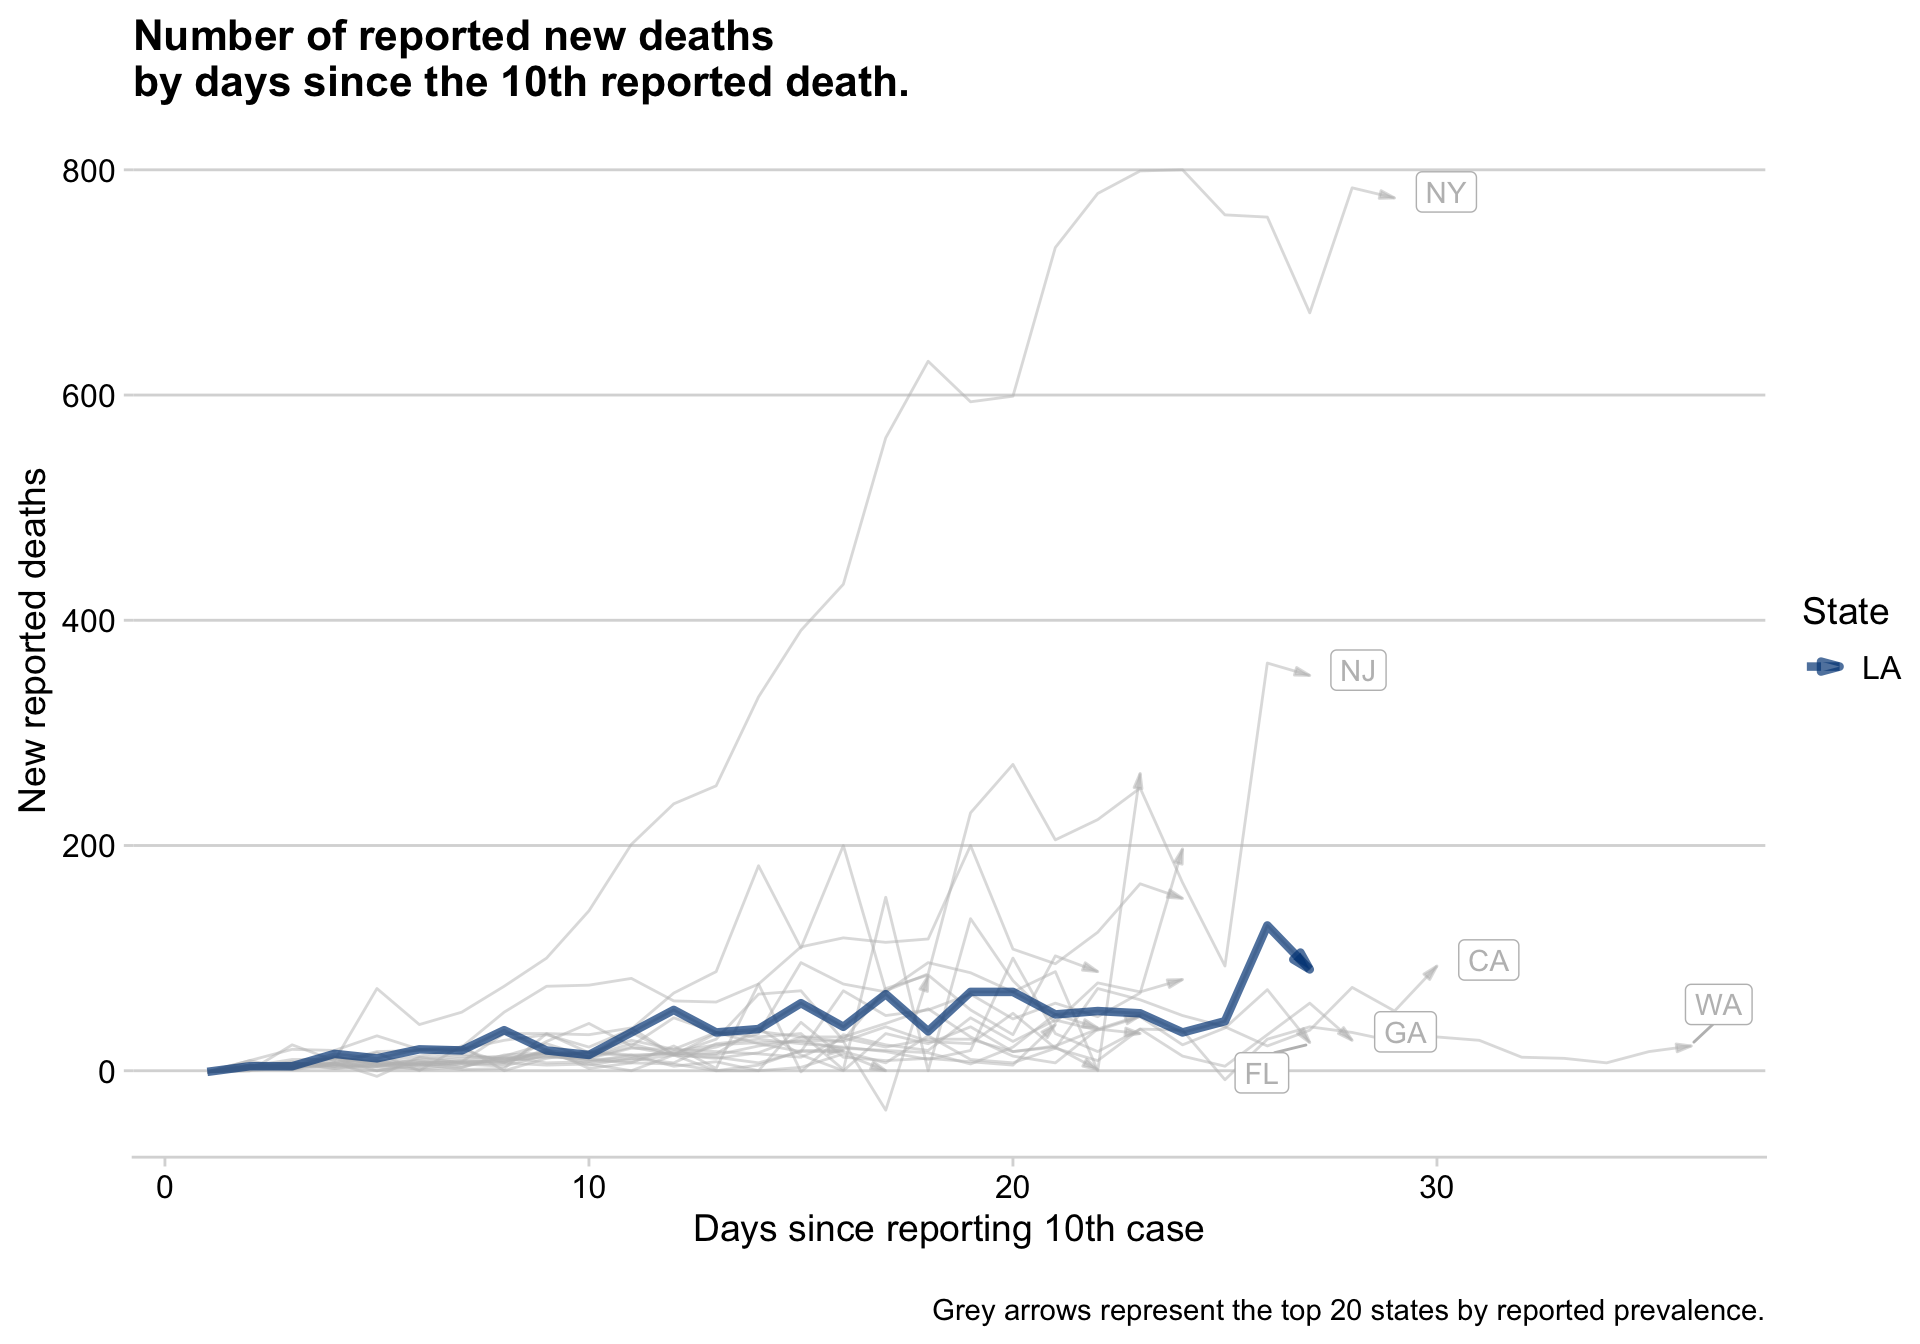 Number of reported new deaths
by days since the 10th reported death.
New reported deaths
800
600
400
200
0
NY
NJ
CA
WA
GA
FL
State
LA
0 10 20 30
Days since reporting 10th case
Grey arrows represent the top 20 states by reported prevalence.